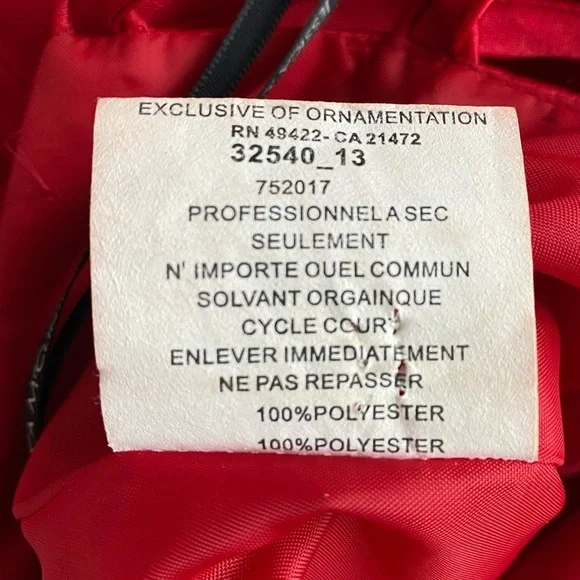 EXCLUSIVE OF ORNAMENTATION
RN 49422-CA 21472
32540_13
752017
PROFESSIONNEL A SEC
SEULEMENT
N' IMPORTE OUEL COMMUN
SOLVANT ORGAINQUE
CYCLE COURT
ENLEVER IMMEDIATEMENT
NE PAS REPASSER
100%POLYESTER
100%POLYESTER